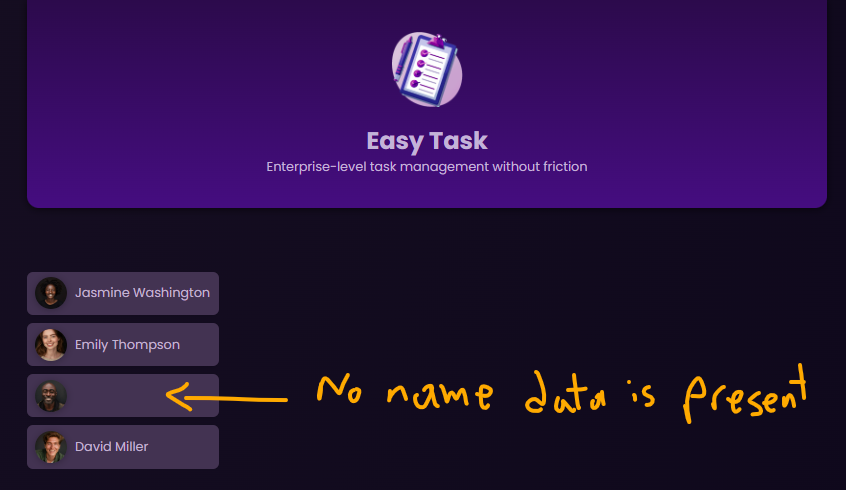 Easy Task
Enterprise-level task management without friction
Jasmine Washington
Emily Thompson
No name data is present
David Miller